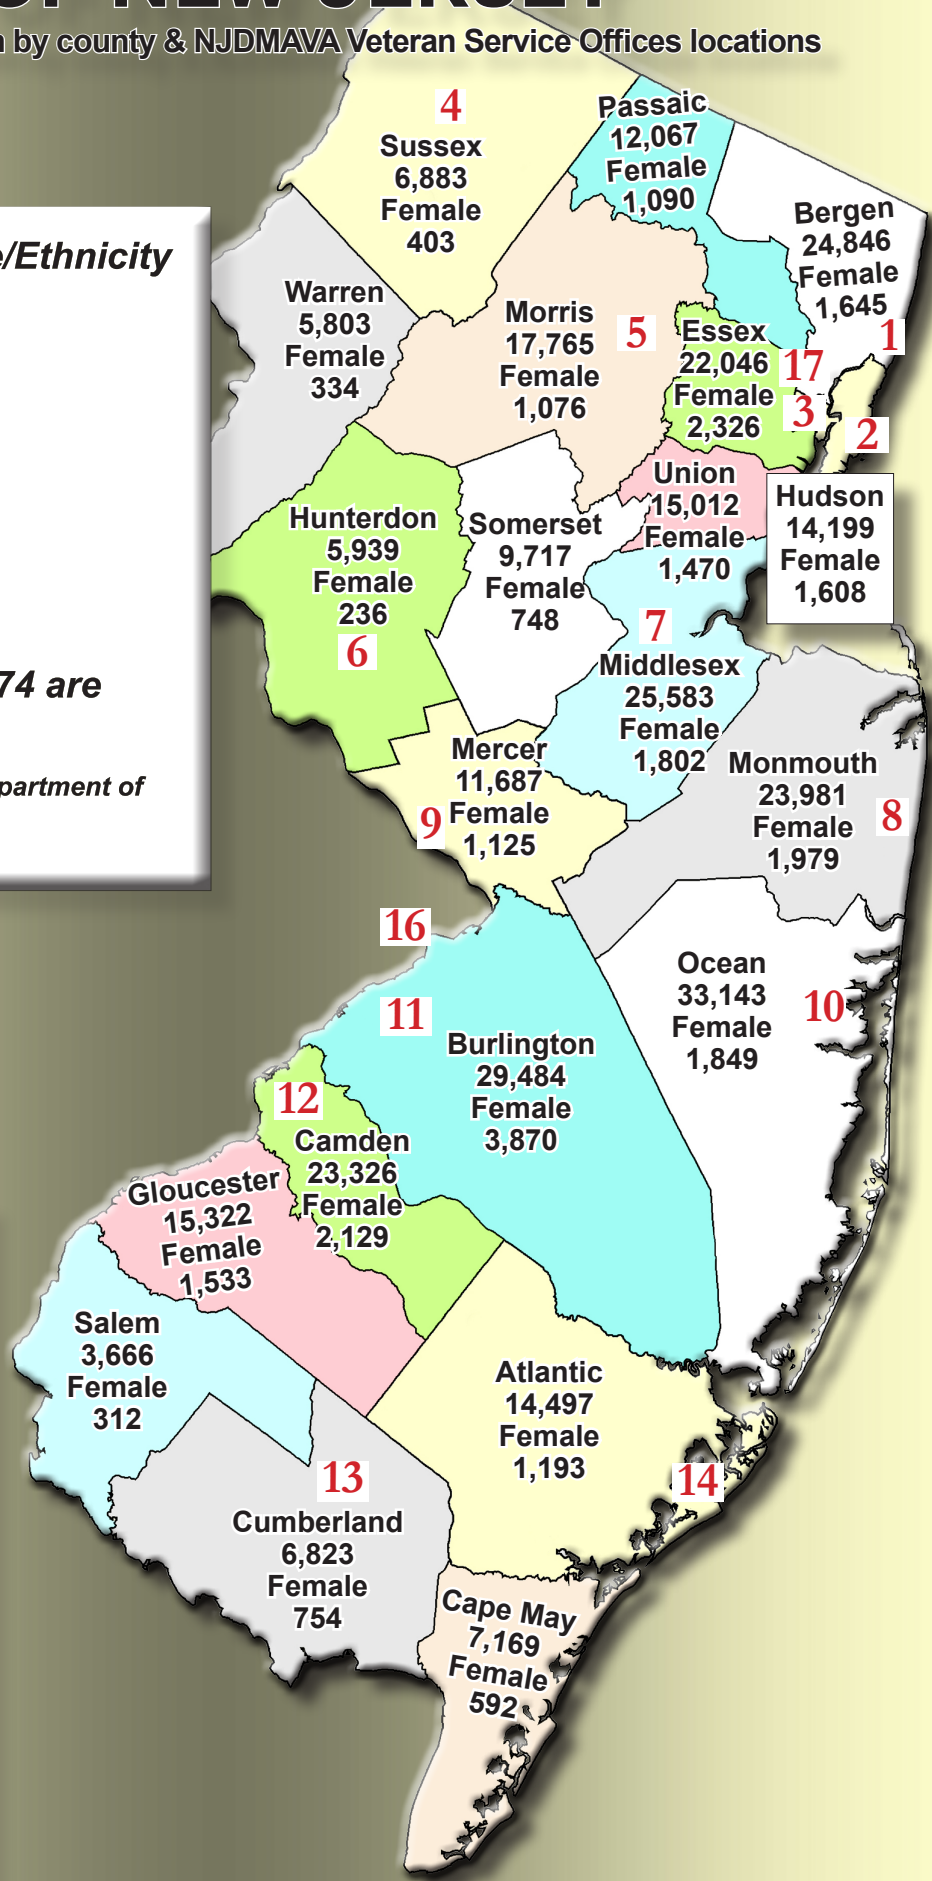 OF NEW JERSEY
by county & NJDMAVA Veteran Service Offices locations
e/Ethnicity
74 are
partment of
4
Sussex
6,883
Female
403
Passaic
12,067
Female
1,090
Bergen
24,846
Female
1,645
1
Warren
5,803
Female
334
Morris
17,765
Female
1,076
5
Essex
22,046
Female
2,326
17
3
2
Union
15,012
Female
1,470
Hudson
14,199
Female
1,608
Hunterdon
5,939
Female
236
6
Somerset
9,717
Female
748
7
Middlesex
25,583
Female
1,802
Mercer
11,687
Female
1,125
9
Monmouth
23,981
Female
1,979
8
16
11
Ocean
33,143
Female
1,849
10
Burlington
29,484
Female
3,870
12
Camden
23,326
Female
2,129
Gloucester
15,322
Female
1,533
Salem
3,666
Female
312
Atlantic
14,497
Female
1,193
14
13
Cumberland
6,823
Female
754
Cape May
7,169
Female
592